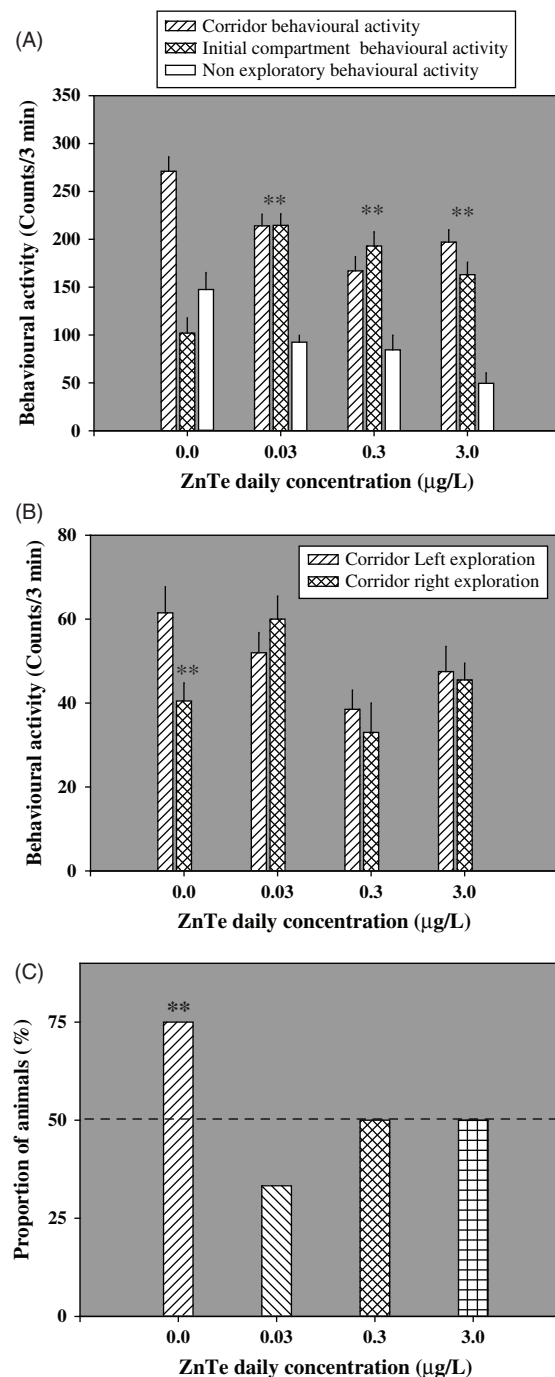 (A)
Corridor behavioural activity
Initial compartment behavioural activity
Non exploratory behavioural activity
Behavioural activity (Counts/3 min)
350
300
250
200
150
100
50
0
** ** **
0.0 0.03 0.3 3.0
ZnTe daily concentration (µg/L)
(B)
Corridor Left exploration
Corridor right exploration
Behavioural activity (Counts/3 min)
80
60
40
20
0
**
0.0 0.03 0.3 3.0
ZnTe daily concentration (µg/L)
(C)
Proportion of animals (%)
75
50
25
0
**
0.0 0.03 0.3 3.0
ZnTe daily concentration (µg/L)